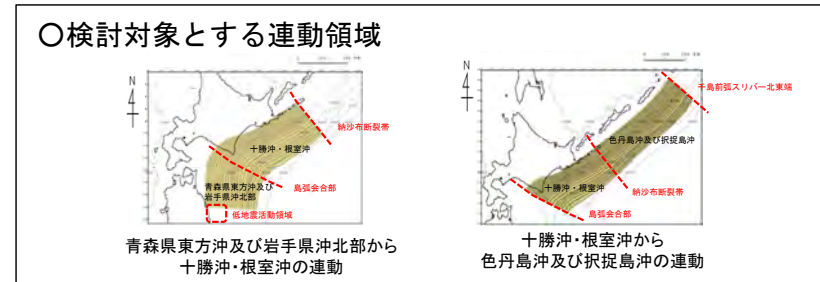 〇検討対象とする連動領域
N
納沙布断裂帯
十勝沖・根室沖
島弧会合部
青森県東方沖及び
岩手県沖北部
低地震活動領域
青森県東方沖及び岩手県沖北部から
十勝沖・根室沖の連動
N
千島前弧スリバー北東端
色丹島沖及び択捉島沖
十勝沖・根室沖
納沙布断裂帯
島弧会合部
十勝沖・根室沖から
色丹島沖及び択捉島沖の連動